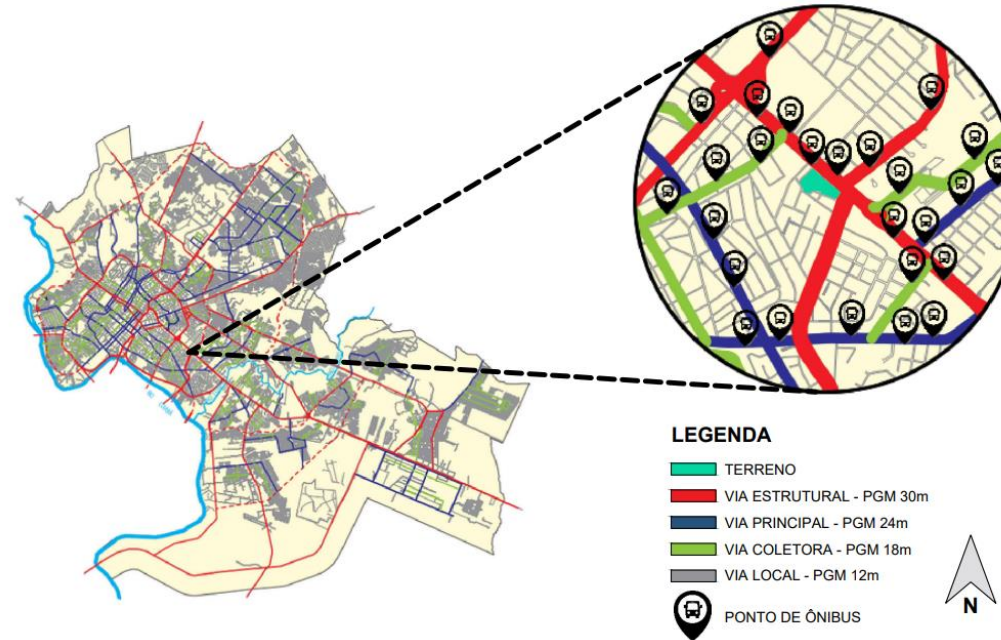 LEGENDA
TERRENO
VIA ESTRUTURAL - PGM 30m
VIA PRINCIPAL - PGM 24m
VIA COLETORA - PGM 18m
VIA LOCAL - PGM 12m
PONTO DE ÔNIBUS
N